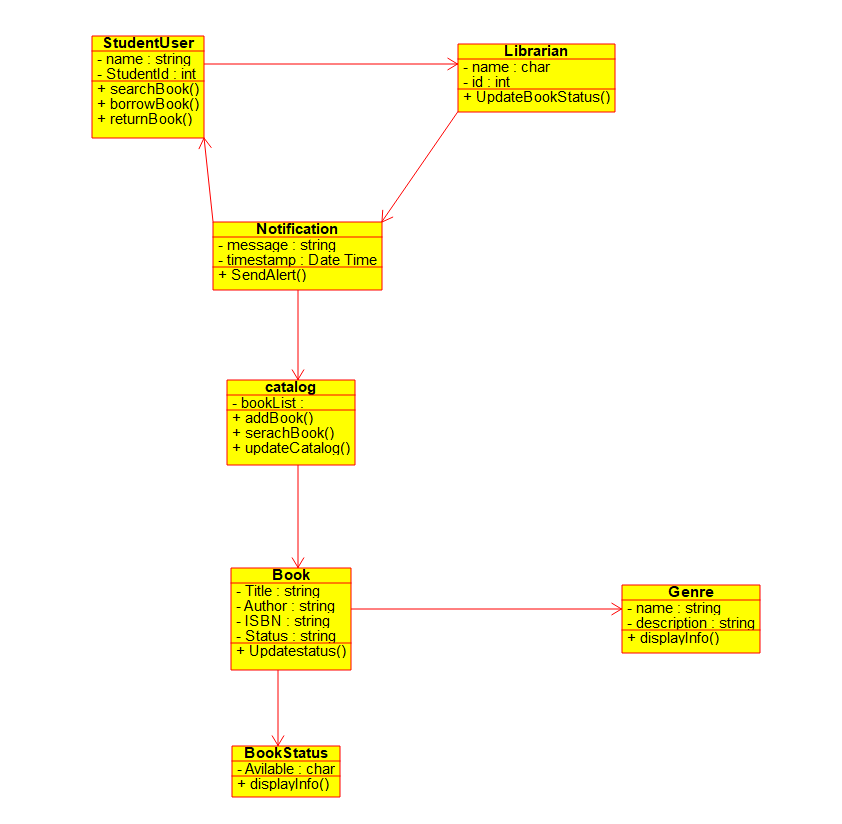 StudentUser
- name : string
- StudentId : int
+ searchBook()
+ borrowBook()
+ returnBook()
Librarian
- name : char
- id : int
+ UpdateBookStatus()
Notification
- message : string
- timestamp : Date Time
+ SendAlert()
catalog
- bookList :
+ addBook()
+ serachBook()
+ updateCatalog()
Book
- Title : string
- Author : string
- ISBN : string
- Status : string
+ Updatestatus()
Genre
- name : string
- description : string
+ displayInfo()
BookStatus
- Avilable : char
+ displayInfo()